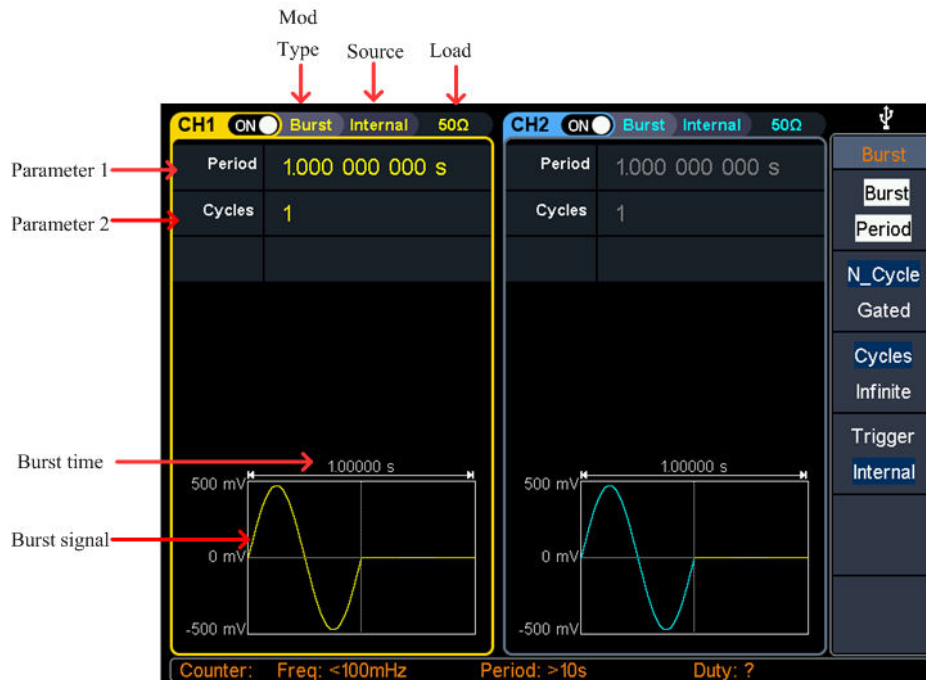 Mod
Type
Source
Load
CH1 ON Burst Internal 50Ω
CH2 ON Burst Internal 50Ω
Parameter 1
Period 1.000 000 000 s
Period 1.000 000 000 s
Parameter 2
Cycles 1
Cycles 1
Burst
Burst
Period
N_Cycle
Gated
Cycles
Infinite
Trigger
Internal
Burst time
1.00000 s
500 mV
Burst signal
0 mV
-500 mV
1.00000 s
500 mV
0 mV
-500 mV
Counter: Freq: <100mHz Period: >10s Duty: ?